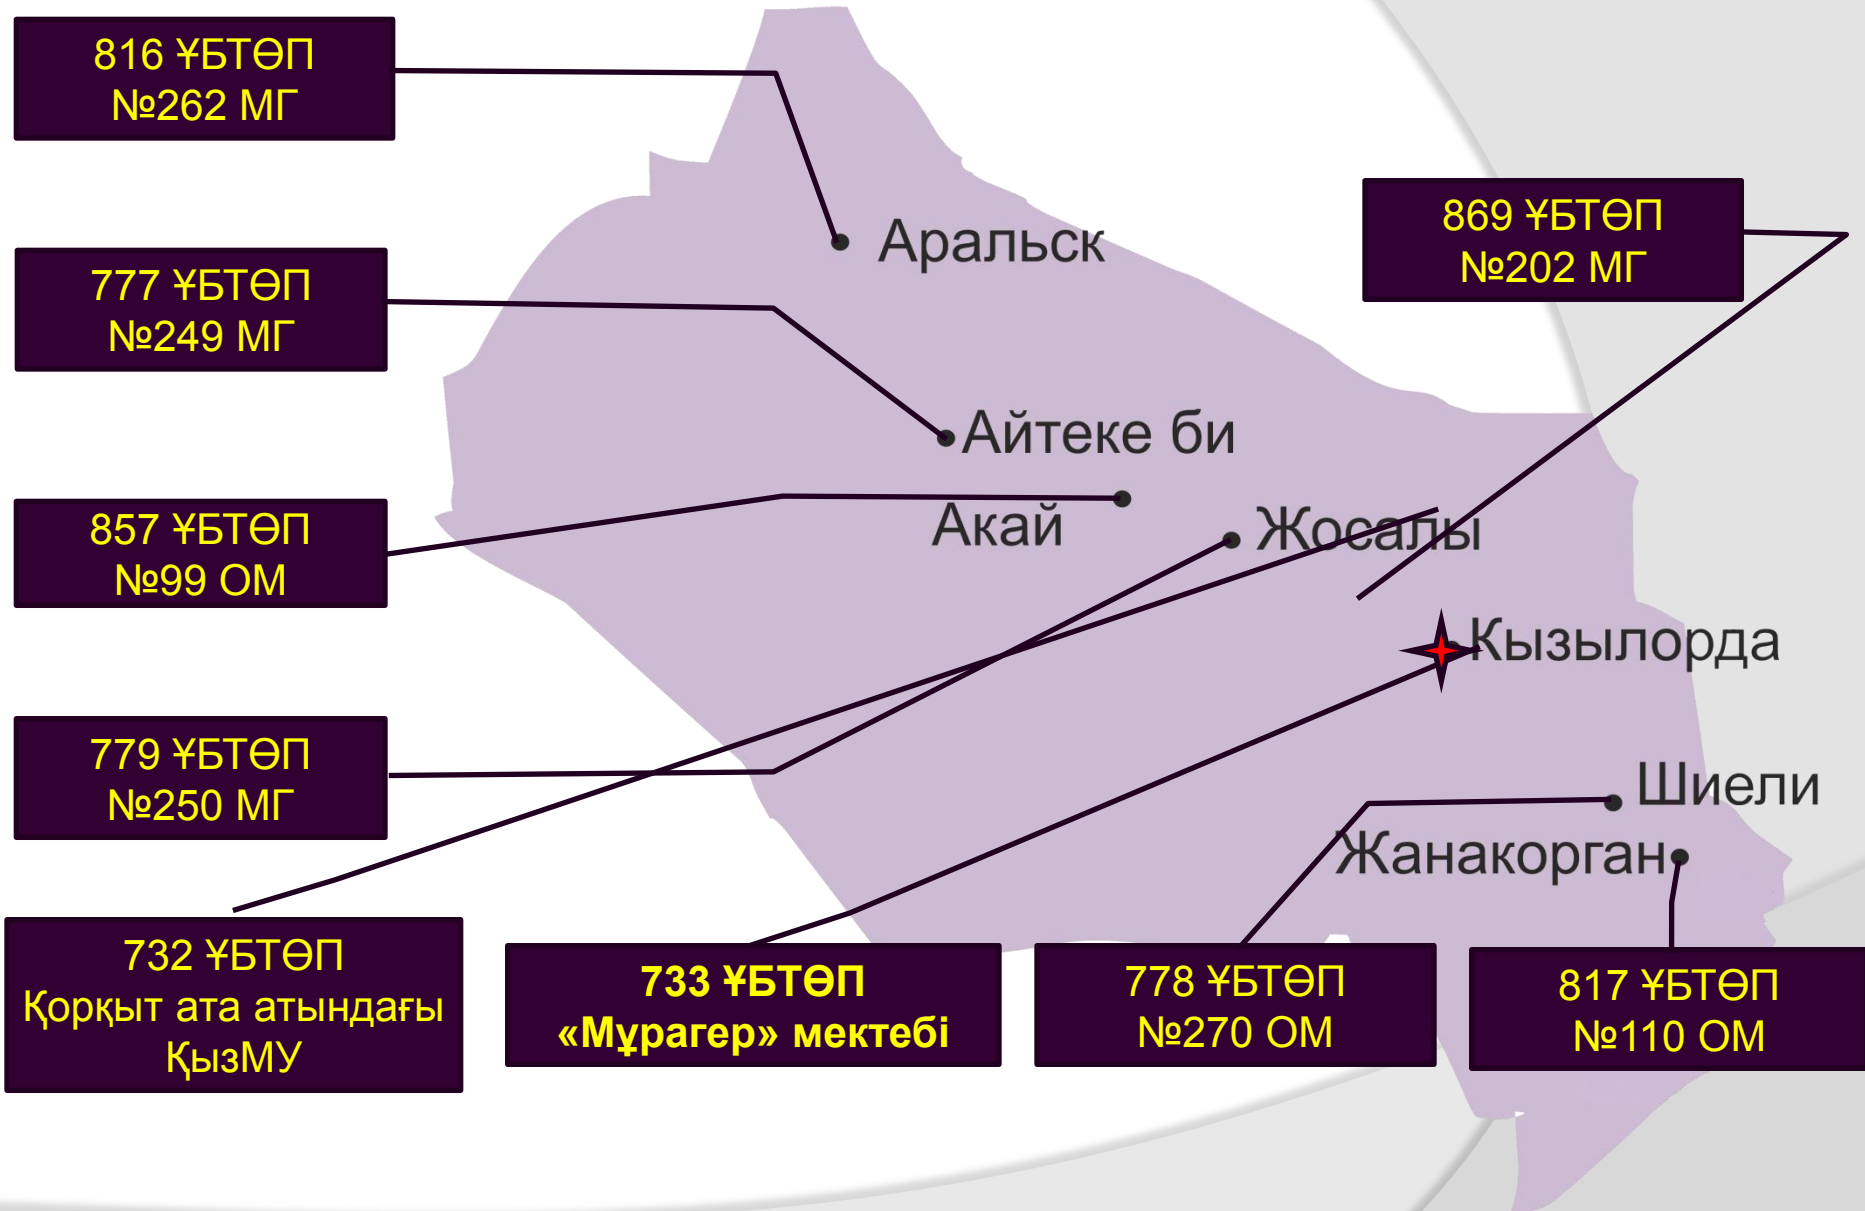 816 ҰБТӨП
№262 МГ
Аральск
869 ҰБТӨП
№202 МГ
777 ҰБТӨП
№249 МГ
Айтеке би
857 ҰБТӨП
№99 ОМ
Акай
Жосалы
Кызылорда
779 ҰБТӨП
№250 МГ
Шиели
Жанакорган
732 ҰБТӨП
Қорқыт ата атындағы
ҚызМУ
733 ҰБТӨП
«Мұрагер» мектебі
778 ҰБТӨП
№270 ОМ
817 ҰБТӨП
№110 ОМ